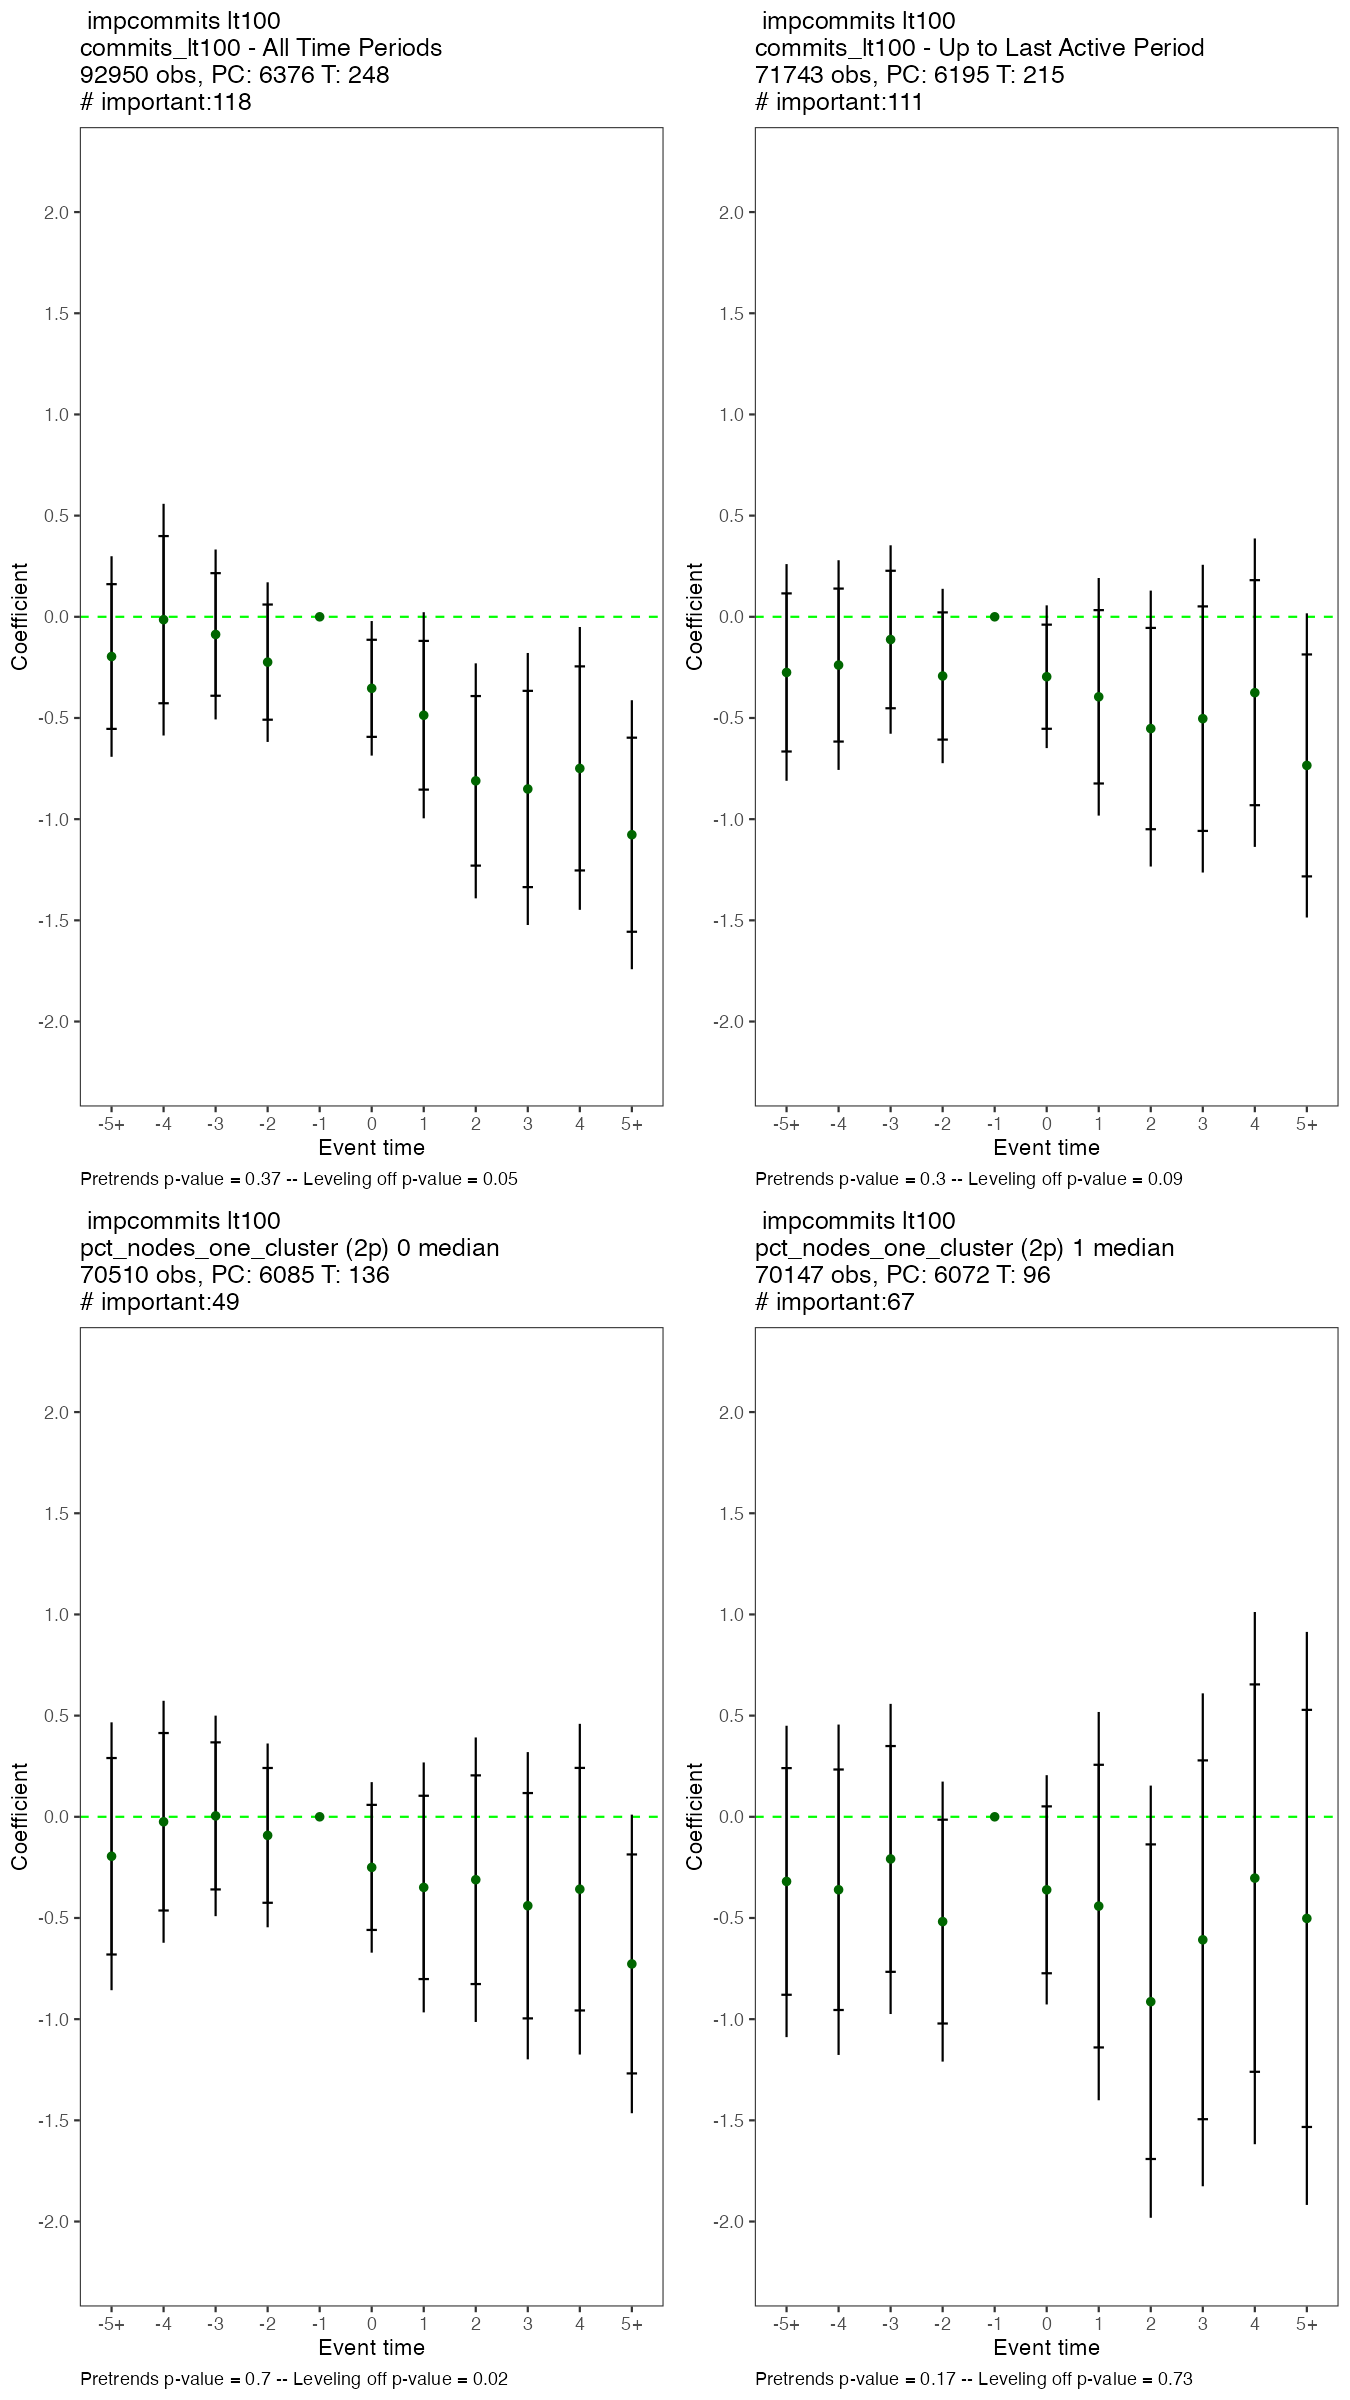 impcommits lt100
commits_lt100 - All Time Periods
92950 obs, PC: 6376 T: 248
# important:118
2.0
1.5
1.0
0.5
0.0
-0.5
-1.0
-1.5
-2.0
Coefficient
-5+ -4 -3 -2 -1 0 1 2 3 4 5+
Event time
Pretrends p-value = 0.37 -- Leveling off p-value = 0.05
impcommits lt100
commits_lt100 - Up to Last Active Period
71743 obs, PC: 6195 T: 215
# important:111
2.0
1.5
1.0
0.5
0.0
-0.5
-1.0
-1.5
-2.0
Coefficient
-5+ -4 -3 -2 -1 0 1 2 3 4 5+
Event time
Pretrends p-value = 0.3 -- Leveling off p-value = 0.09
impcommits lt100
pct_nodes_one_cluster (2p) 0 median
70510 obs, PC: 6085 T: 136
# important:49
2.0
1.5
1.0
0.5
0.0
-0.5
-1.0
-1.5
-2.0
Coefficient
-5+ -4 -3 -2 -1 0 1 2 3 4 5+
Event time
Pretrends p-value = 0.7 -- Leveling off p-value = 0.02
impcommits lt100
pct_nodes_one_cluster (2p) 1 median
70147 obs, PC: 6072 T: 96
# important:67
2.0
1.5
1.0
0.5
0.0
-0.5
-1.0
-1.5
-2.0
Coefficient
-5+ -4 -3 -2 -1 0 1 2 3 4 5+
Event time
Pretrends p-value = 0.17 -- Leveling off p-value = 0.73